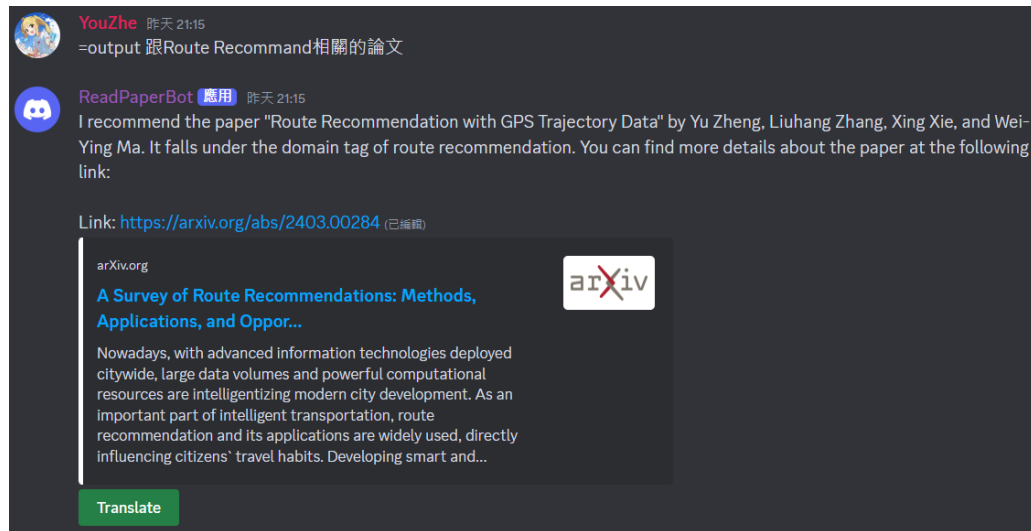 YouZhe 昨天 21:15
=output 跟Route Recommand相關的論文
ReadPaperBot 應用 昨天 21:15
I recommend the paper "Route Recommendation with GPS Trajectory Data" by Yu Zheng, Liuhang Zhang, Xing Xie, and Wei-
Ying Ma. It falls under the domain tag of route recommendation. You can find more details about the paper at the following
link:
Link: https://arxiv.org/abs/2403.00284 (已編輯)
arXiv.org
arXiv
A Survey of Route Recommendations: Methods,
Applications, and Oppor...
Nowadays, with advanced information technologies deployed
citywide, large data volumes and powerful computational
resources are intelligentizing modern city development. As an
important part of intelligent transportation, route
recommendation and its applications are widely used, directly
influencing citizens` travel habits. Developing smart and...
Translate